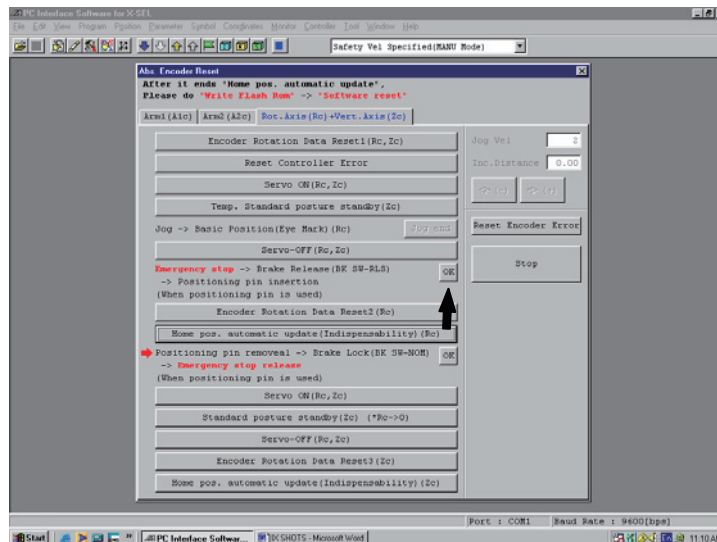 PC Interface Software for X-SEL
File Edit View Program Position Parameter Symbol Coordinates Monitor Controller Tool Window Help
Safety Vel Specified(MANU Mode)
Abs. Encoder Reset
After it ends "Home pos. automatic update",
Please do "Write Flash Rom" -> "Software reset"
Arm1(A1c) Arm2(A2c) Rot.Axis(Rc)+Vert.Axis(Zc)
Encoder Rotation Data Reset1(Rc,Zc)
Jog Vel 2
Reset Controller Error
Inc.Distance 0.00
Servo ON(Rc,Zc)
Temp. Standard posture standby(Zc)
Jog -> Basic Position(Eye Mark)(Rc) Jog end
Reset Encoder Error
Servo-OFF(Rc,Zc)
Emergency stop -> Brake Release(BK SW-RLS) OK
Stop
-> Positioning pin insertion
(When positioning pin is used)
Encoder Rotation Data Reset2(Rc)
Home pos. automatic update(Indispensability)(Rc)
Positioning pin removeal -> Brake Lock(BK SW-NOM) OK
-> Emergency stop release
(When positioning pin is used)
Servo ON(Rc,Zc)
Standard posture standby(Zc) (*Rc->0)
Servo-OFF(Rc,Zc)
Encoder Rotation Data Reset3(Zc)
Home pos. automatic update(Indispensability)(Zc)
Port : COM1 Baud Rate : 9600[bps]
Start PC Interface Softwar... IX SHOTS - Microsoft Word 11:10 AM